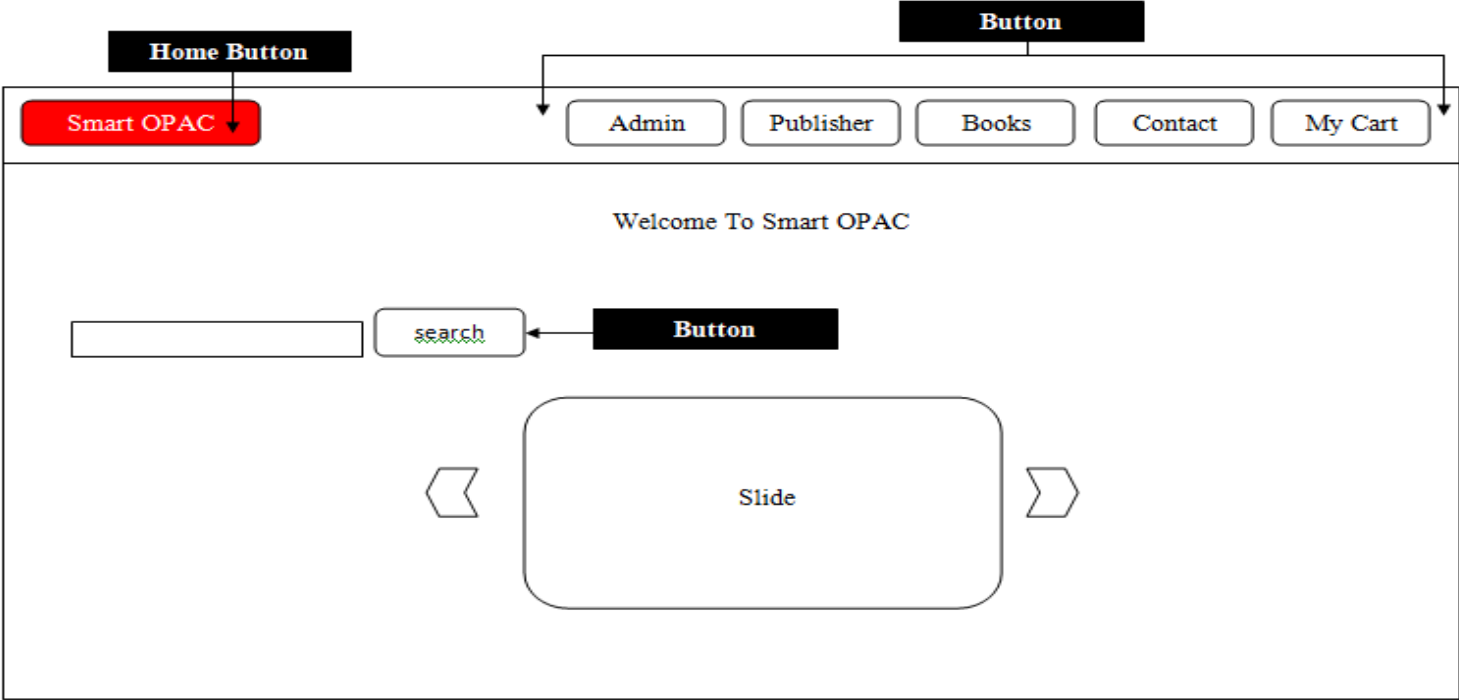 Button
Home Button
Smart OPAC
Admin
Publisher
Books
Contact
My Cart
Welcome To Smart OPAC
search
Button
Slide